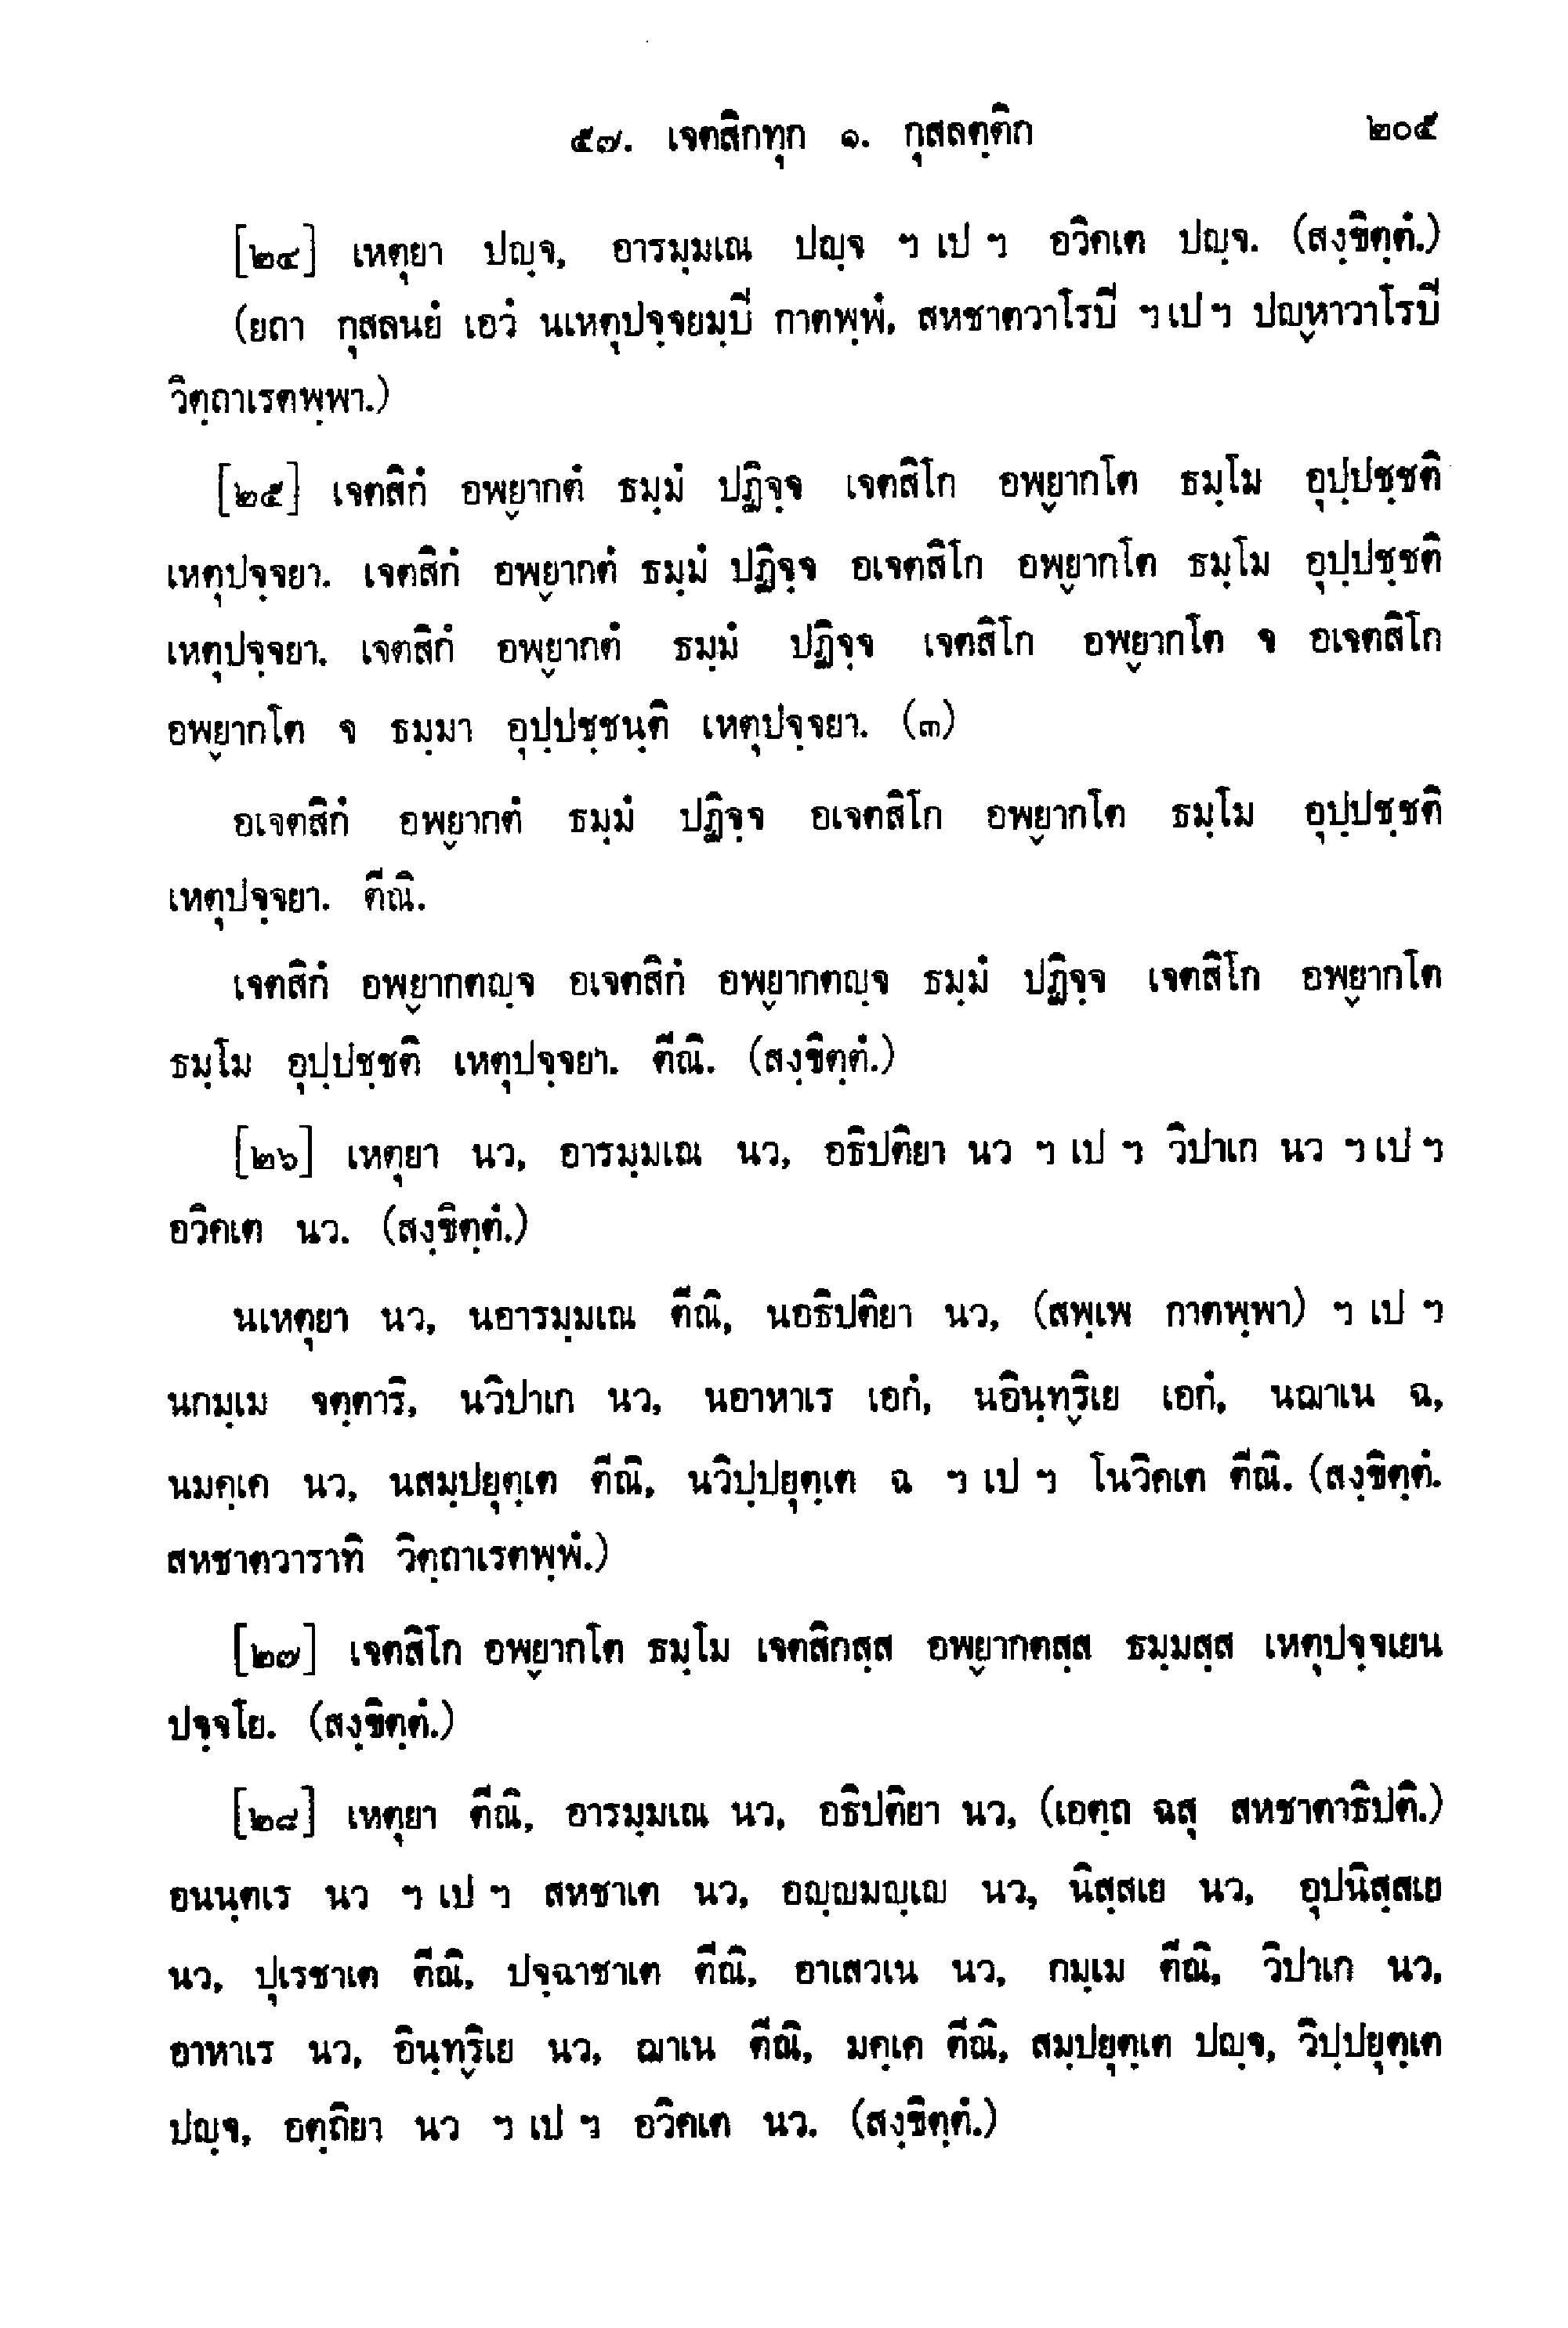 ๕๗. เจตสิกทุก ๑. กุสลตฺติก ๒๐๕
[๒๔] เหตุยา ปญฺจ, อารมฺมเณ ปญฺจ ฯ เป ฯ อวิคเต ปญฺจ. (สงฺขิตฺตํ.)
(ยถา กุสลนยํ เอวํ นเหตุปจฺจยมฺปิ กาตพฺพํ, สหชาตวาโรปิ ฯ เป ฯ ปญฺหาวาโรปิ
วิตฺถาเรตพฺพา.)
[๒๕] เจตสิกํ อพฺยากตํ ธมฺมํ ปฏิจฺจ เจตสิโก อพฺยากโต ธมฺโม อุปฺปชฺชติ
เหตุปจฺจยา. เจตสิกํ อพฺยากตํ ธมฺมํ ปฏิจฺจ อเจตสิโก อพฺยากโต ธมฺโม อุปฺปชฺชติ
เหตุปจฺจยา. เจตสิกํ อพฺยากตํ ธมฺมํ ปฏิจฺจ เจตสิโก อพฺยากโต จ อเจตสิโก
อพฺยากโต จ ธมฺมา อุปฺปชฺชนฺติ เหตุปจฺจยา. (๓)
อเจตสิกํ อพฺยากตํ ธมฺมํ ปฏิจฺจ อเจตสิโก อพฺยากโต ธมฺโม อุปฺปชฺชติ
เหตุปจฺจยา. ตีณิ.
เจตสิกํ อพฺยากตญฺจ อเจตสิกํ อพฺยากตญฺจ ธมฺมํ ปฏิจฺจ เจตสิโก อพฺยากโต
ธมฺโม อุปฺปชฺชติ เหตุปจฺจยา. ตีณิ. (สงฺขิตฺตํ.)
[๒๖] เหตุยา นว, อารมฺมเณ นว, อธิปติยา นว ฯ เป ฯ วิปาเก นว ฯ เป ฯ
อวิคเต นว. (สงฺขิตฺตํ.)
นเหตุยา นว, นอารมฺมเณ ตีณิ, นอธิปติยา นว, (สพฺเพ กาตพฺพา) ฯ เป ฯ
นกมฺเม จตฺตาริ, นวิปาเก นว, นอาหาเร เอกํ, นอินฺทฺริเย เอกํ, นฌาเน ฉ,
นมคฺเค นว, นสมฺปยุตฺเต ตีณิ, นวิปฺปยุตฺเต ฉ ฯ เป ฯ โนวิคเต ตีณิ. (สงฺขิตฺตํ.
สหชาตวาราทิ วิตฺถาเรตพฺพํ.)
[๒๗] เจตสิโก อพฺยากโต ธมฺโม เจตสิกสฺส อพฺยากตสฺส ธมฺมสฺส เหตุปจฺจเยน
ปจฺจโย. (สงฺขิตฺตํ.)
[๒๘] เหตุยา ตีณิ, อารมฺมเณ นว, อธิปติยา นว, (เอตฺถ ฉสุ สหชาตาธิปติ.)
อนนฺตเร นว ฯ เป ฯ สหชาเต นว, อญฺญมญฺเญ นว, นิสฺสเย นว, อุปนิสฺสเย
นว, ปุเรชาเต ตีณิ, ปจฺฉาชาเต ตีณิ, อาเสวเน นว, กมฺเม ตีณิ, วิปาเก นว,
อาหาเร นว, อินฺทฺริเย นว, ฌาเน ตีณิ, มคฺเค ตีณิ, สมฺปยุตฺเต ปญฺจ, วิปฺปยุตฺเต
ปญฺจ, อตฺถิยา นว ฯ เป ฯ อวิคเต นว. (สงฺขิตฺตํ.)